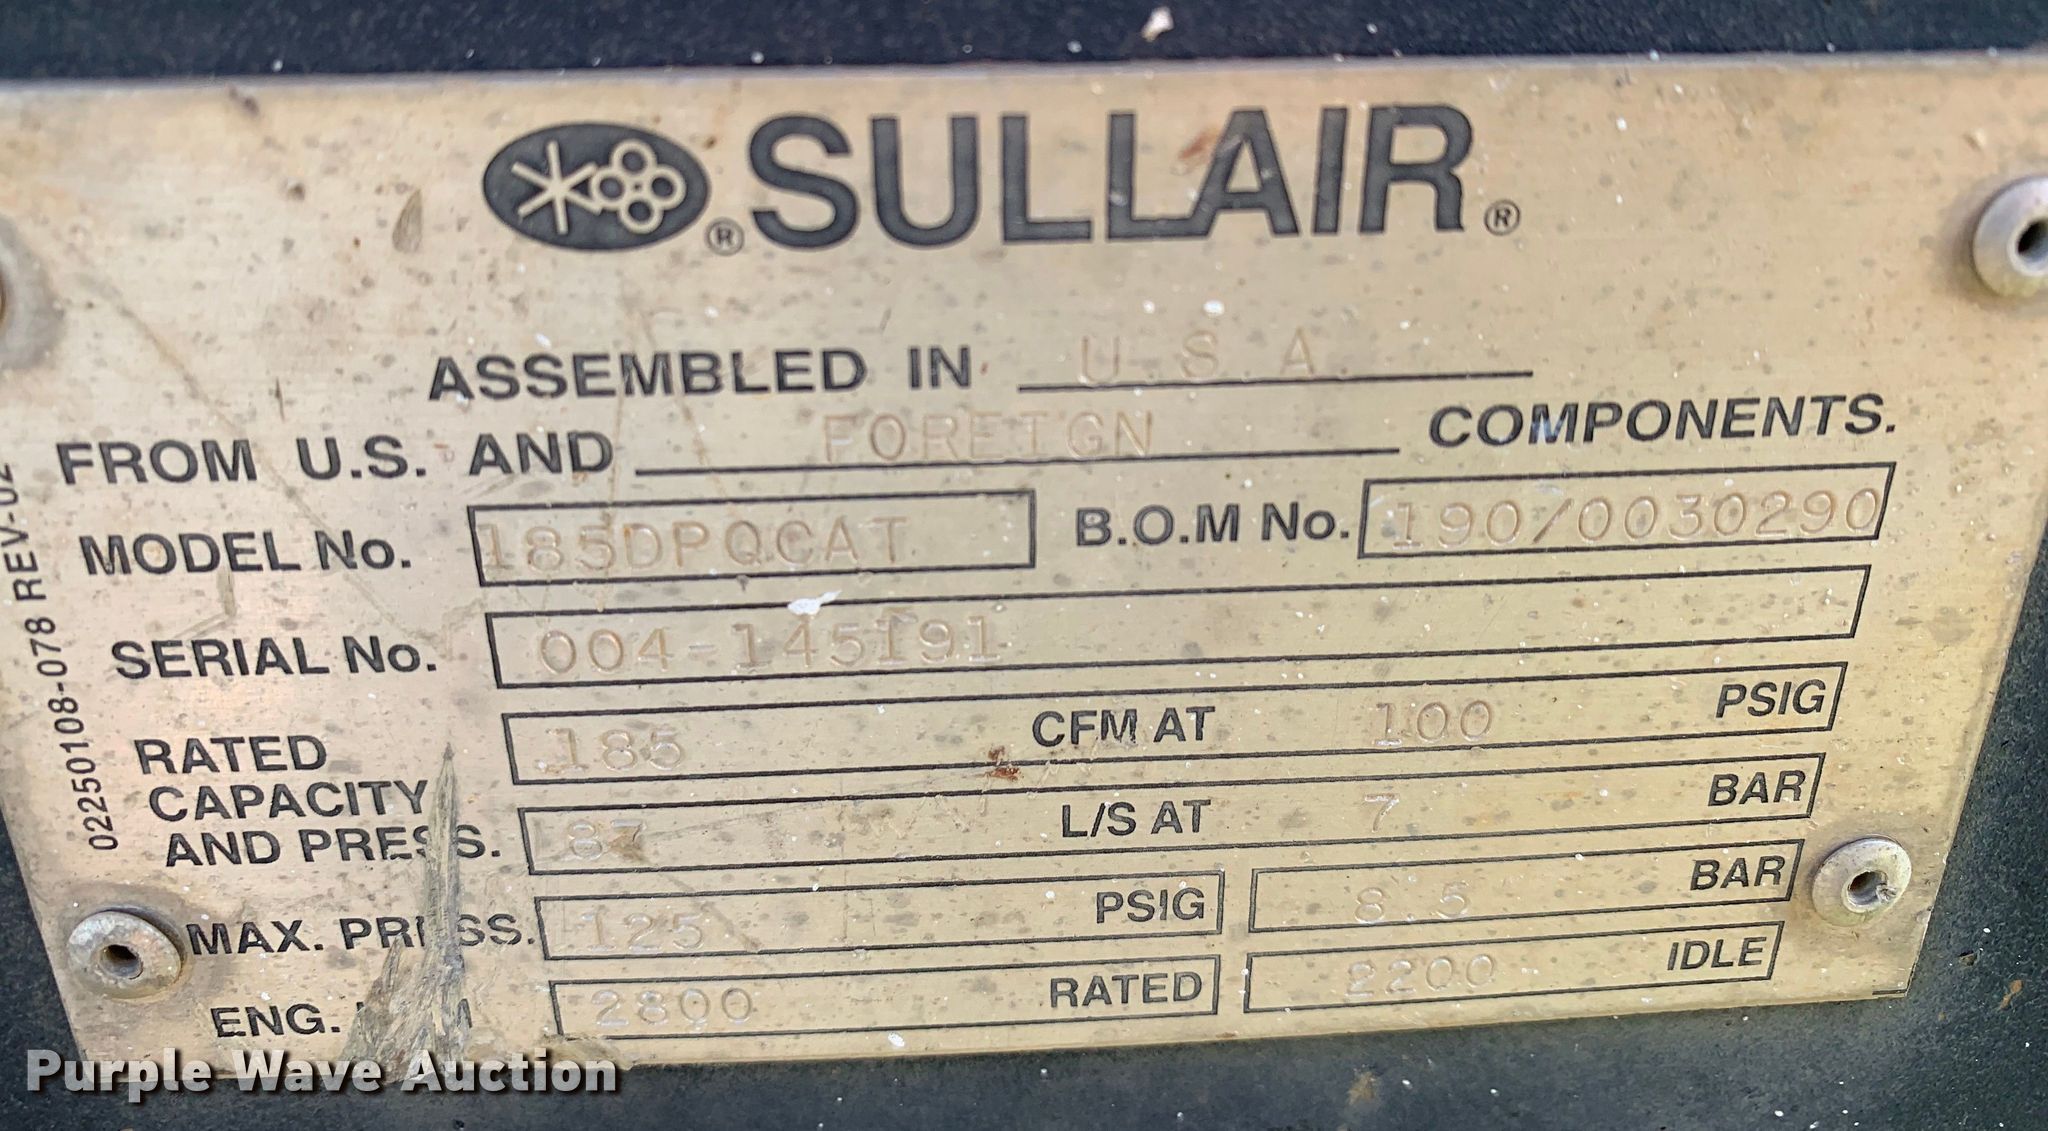 ® SULLAIR ®
ASSEMBLED IN U.S.A.
FROM U.S. AND FOREIGN COMPONENTS.
MODEL No. 185DPQCAT B.O.M No. 190/0030290
SERIAL No. 004-145191
RATED CAPACITY AND PRESS. 185 CFM AT 100 PSIG
87 L/S AT 7 BAR
MAX. PRESS. 125 PSIG 8.5 BAR
ENG. 2800 RATED 2200 IDLE
02250108-078 REV-02
Purple Wave Auction